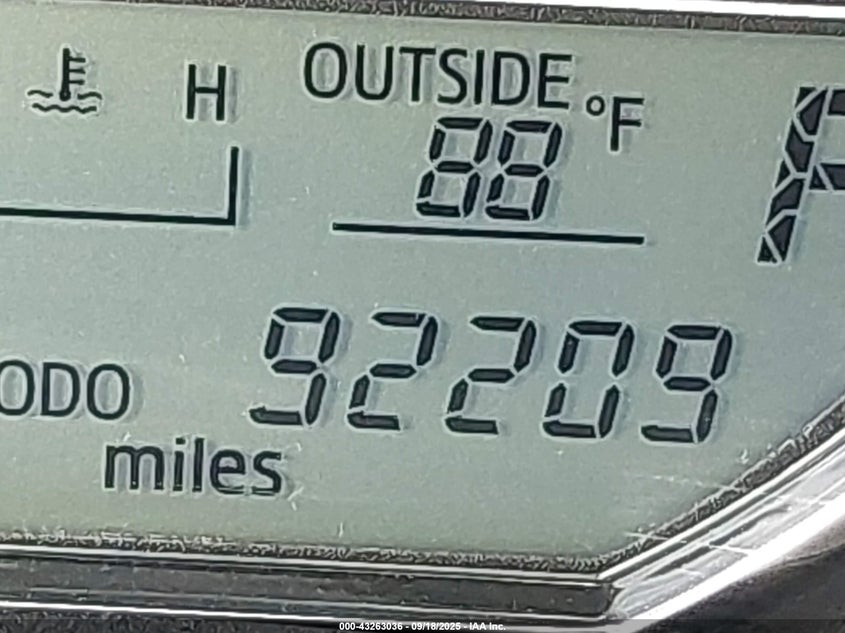 H
OUTSIDE
88 °F
ODO 92209
miles
000-43263036 - 09/18/2025 - IAA Inc.